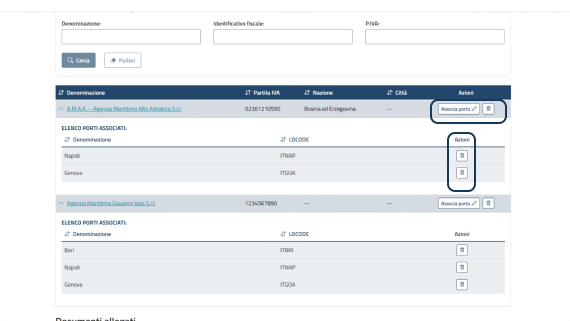 Denominazione: Identificativo fiscale: P.IVA:
Cerca Pulisci
Denominazione Partita IVA Nazione Città Azioni
A.M.A.A. – Agenzia Marittima Alto Adriatico S.r.l. 02361210590 Bosnia ed Erzegovina -- Associa porto
ELENCO PORTI ASSOCIATI:
Denominazione LOCODE Azioni
Napoli ITNAP
Genova ITGOA
Agenzia Marittima Giovanni Vaio S.r.l. 1234567890 -- -- Associa porto
ELENCO PORTI ASSOCIATI:
Denominazione LOCODE Azioni
Bari ITBRI
Napoli ITNAP
Genova ITGOA
Documenti allegati